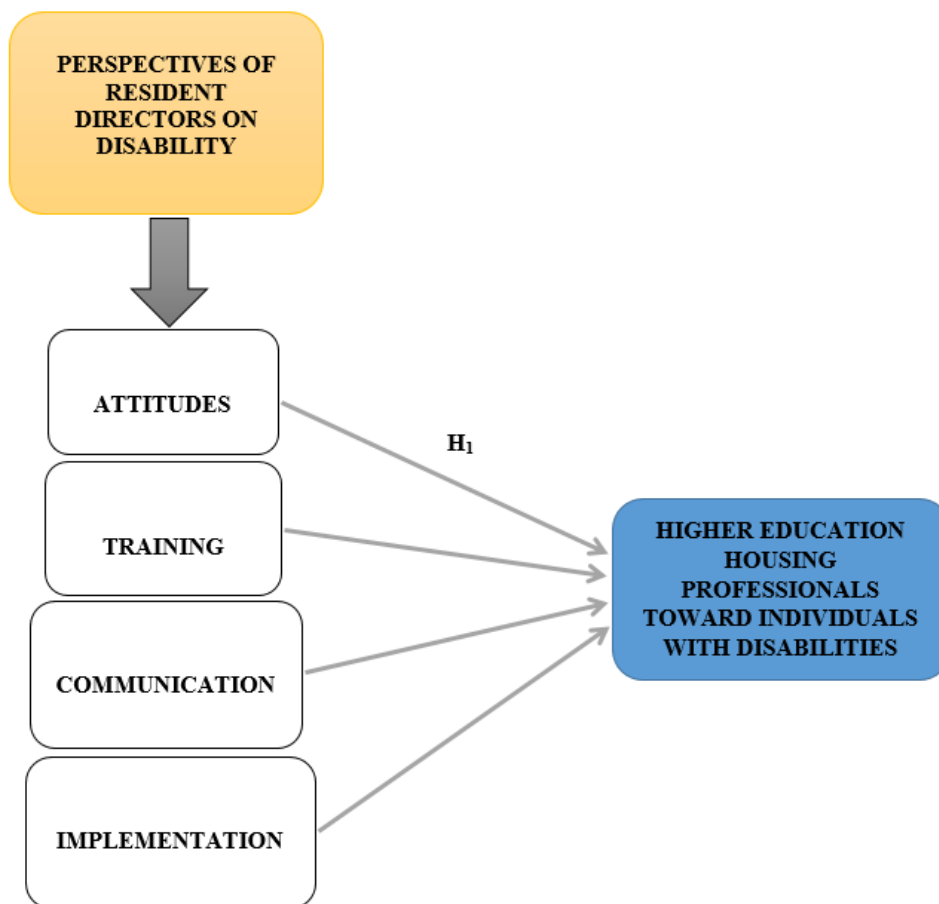 PERSPECTIVES OF
RESIDENT
DIRECTORS ON
DISABILITY
ATTITUDES
H₁
TRAINING
HIGHER EDUCATION
HOUSING
PROFESSIONALS
TOWARD INDIVIDUALS
WITH DISABILITIES
COMMUNICATION
IMPLEMENTATION